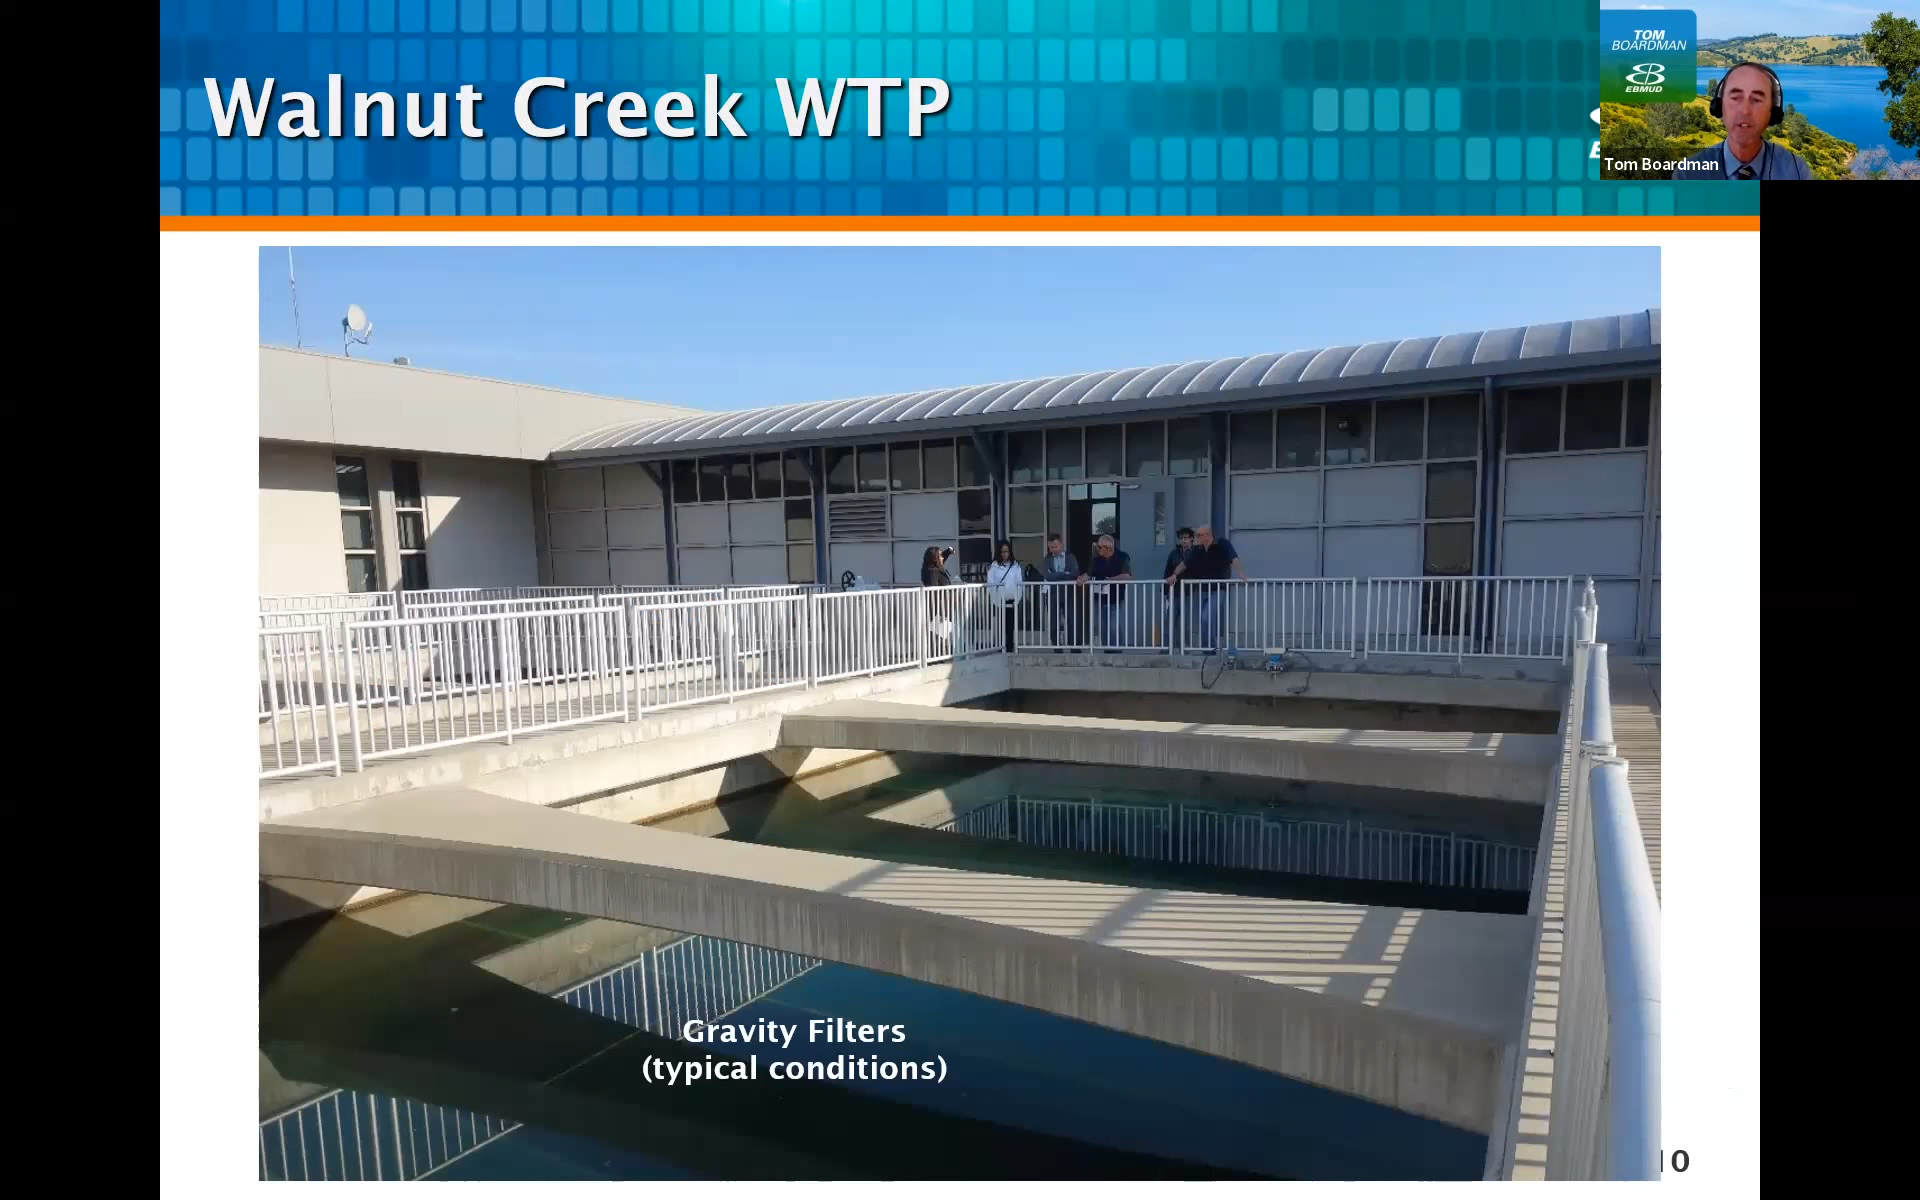 Walnut Creek WTP
TOM
BOARDMAN
EBMUD
Tom Boardman
Gravity Filters
(typical conditions)
10